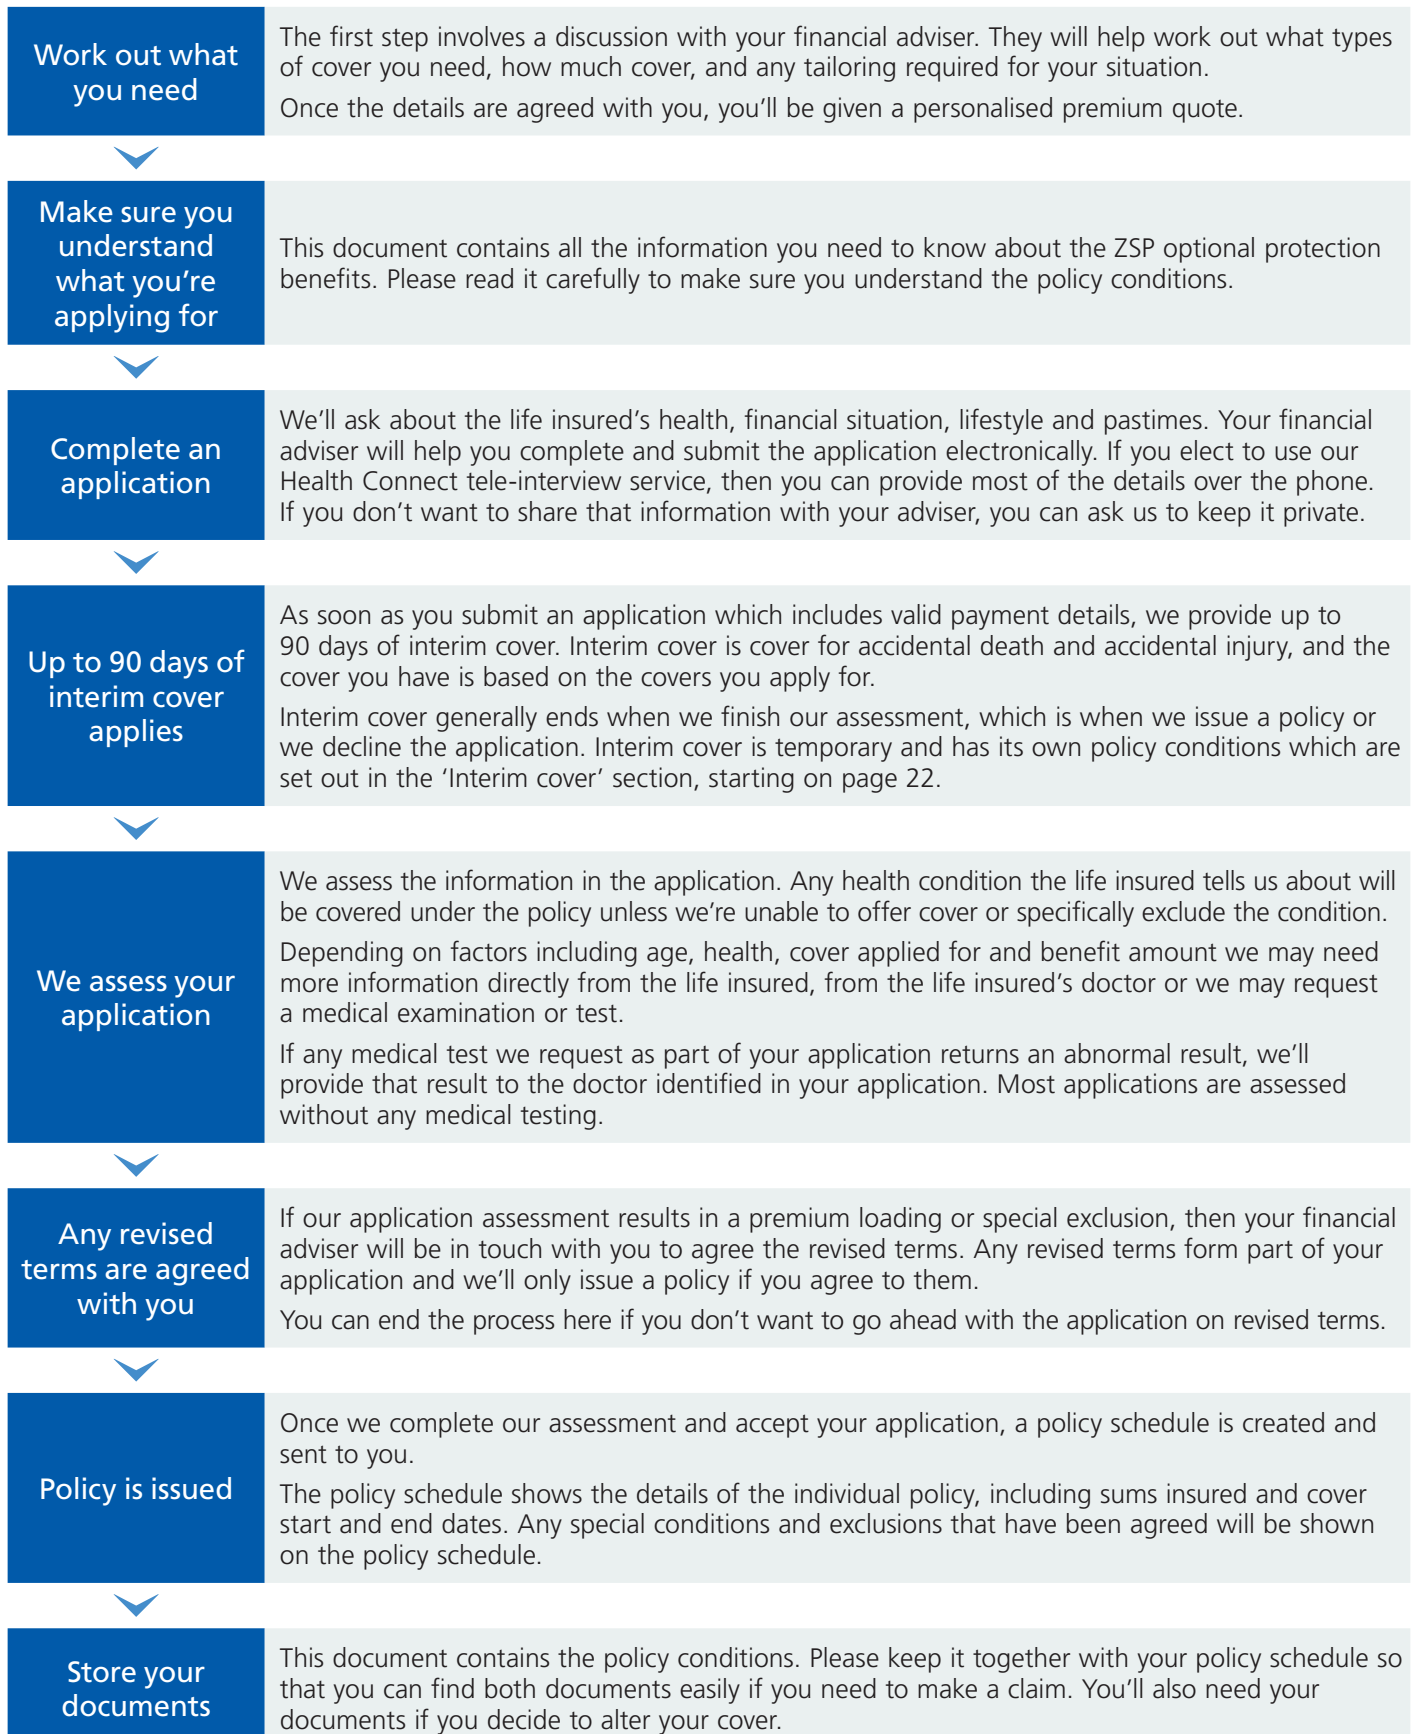 Work out what
you need
The first step involves a discussion with your financial adviser. They will help work out what types
of cover you need, how much cover, and any tailoring required for your situation.
Once the details are agreed with you, you'll be given a personalised premium quote.
Make sure you
understand
what you're
applying for
This document contains all the information you need to know about the ZSP optional protection
benefits. Please read it carefully to make sure you understand the policy conditions.
Complete an
application
We'll ask about the life insured's health, financial situation, lifestyle and pastimes. Your financial
adviser will help you complete and submit the application electronically. If you elect to use our
Health Connect tele-interview service, then you can provide most of the details over the phone.
If you don't want to share that information with your adviser, you can ask us to keep it private.
Up to 90 days of
interim cover
applies
As soon as you submit an application which includes valid payment details, we provide up to
90 days of interim cover. Interim cover is cover for accidental death and accidental injury, and the
cover you have is based on the covers you apply for.
Interim cover generally ends when we finish our assessment, which is when we issue a policy or
we decline the application. Interim cover is temporary and has its own policy conditions which are
set out in the 'Interim cover' section, starting on page 22.
We assess your
application
We assess the information in the application. Any health condition the life insured tells us about will
be covered under the policy unless we're unable to offer cover or specifically exclude the condition.
Depending on factors including age, health, cover applied for and benefit amount we may need
more information directly from the life insured, from the life insured's doctor or we may request
a medical examination or test.
If any medical test we request as part of your application returns an abnormal result, we'll
provide that result to the doctor identified in your application. Most applications are assessed
without any medical testing.
Any revised
terms are agreed
with you
If our application assessment results in a premium loading or special exclusion, then your financial
adviser will be in touch with you to agree the revised terms. Any revised terms form part of your
application and we'll only issue a policy if you agree to them.
You can end the process here if you don't want to go ahead with the application on revised terms.
Policy is issued
Once we complete our assessment and accept your application, a policy schedule is created and
sent to you.
The policy schedule shows the details of the individual policy, including sums insured and cover
start and end dates. Any special conditions and exclusions that have been agreed will be shown
on the policy schedule.
Store your
documents
This document contains the policy conditions. Please keep it together with your policy schedule so
that you can find both documents easily if you need to make a claim. You'll also need your
documents if you decide to alter your cover.